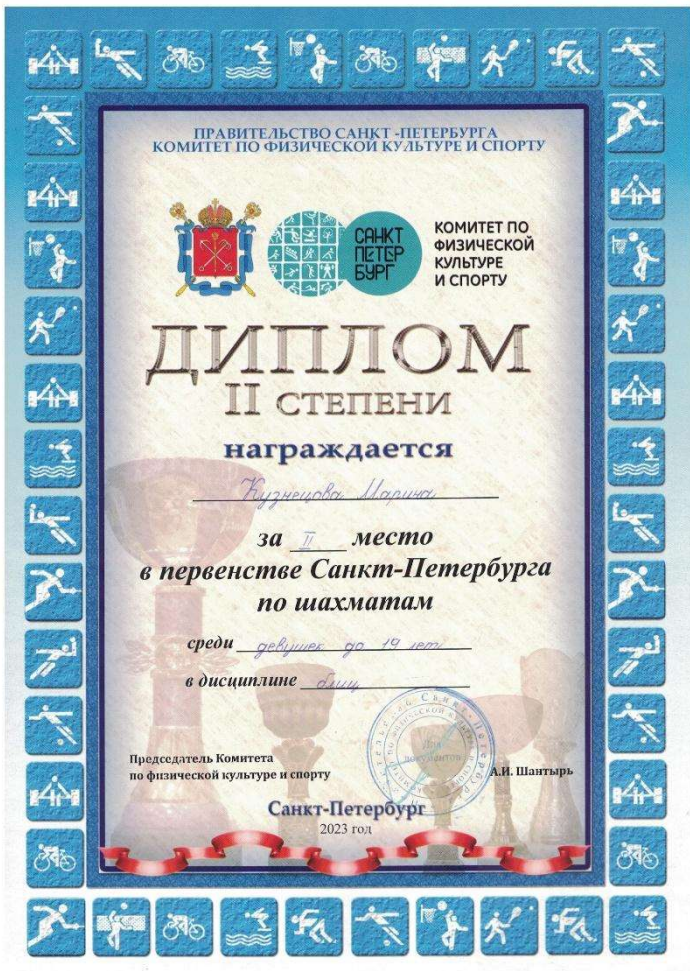 ПРАВИТЕЛЬСТВО САНКТ -ПЕТЕРБУРГА
КОМИТЕТ ПО ФИЗИЧЕСКОЙ КУЛЬТУРЕ И СПОРТУ
САНКТ
ПЕТЕР
БУРГ
КОМИТЕТ ПО
ФИЗИЧЕСКОЙ
КУЛЬТУРЕ
И СПОРТУ
ДИПЛОМ
II СТЕПЕНИ
награждается
Кузнецова Марина
за II место
в первенстве Санкт-Петербурга
по шахматам
среди девушек до 19 лет
в дисциплине блиц
Для
документов
Председатель Комитета
по физической культуре и спорту
А.И. Шантырь
Санкт-Петербург
2023 год